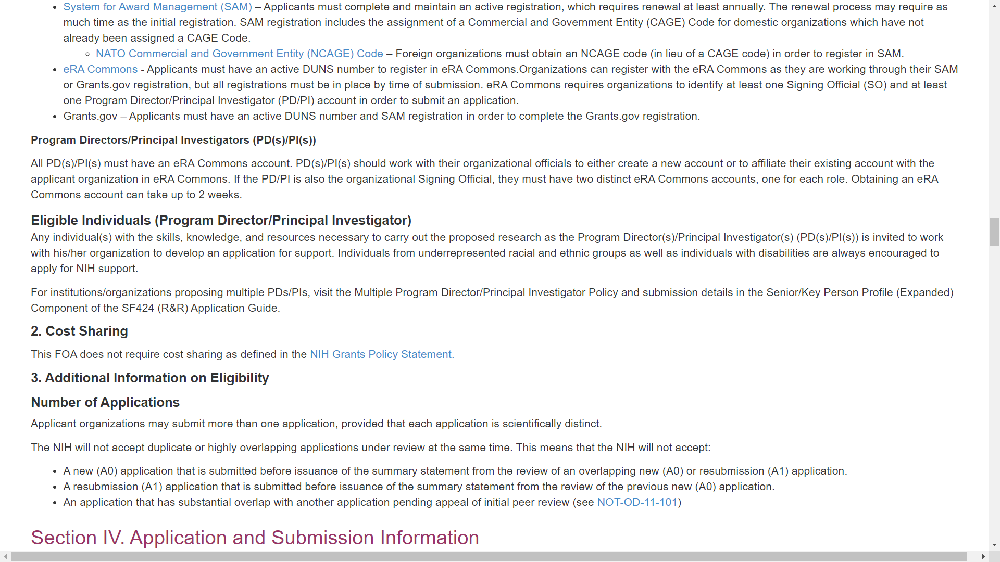 • System for Award Management (SAM) – Applicants must complete and maintain an active registration, which requires renewal at least annually. The renewal process may require as
much time as the initial registration. SAM registration includes the assignment of a Commercial and Government Entity (CAGE) Code for domestic organizations which have not
already been assigned a CAGE Code.
◦ NATO Commercial and Government Entity (NCAGE) Code – Foreign organizations must obtain an NCAGE code (in lieu of a CAGE code) in order to register in SAM.
• eRA Commons - Applicants must have an active DUNS number to register in eRA Commons.Organizations can register with the eRA Commons as they are working through their SAM
or Grants.gov registration, but all registrations must be in place by time of submission. eRA Commons requires organizations to identify at least one Signing Official (SO) and at least
one Program Director/Principal Investigator (PD/PI) account in order to submit an application.
• Grants.gov – Applicants must have an active DUNS number and SAM registration in order to complete the Grants.gov registration.
Program Directors/Principal Investigators (PD(s)/PI(s))
All PD(s)/PI(s) must have an eRA Commons account. PD(s)/PI(s) should work with their organizational officials to either create a new account or to affiliate their existing account with the
applicant organization in eRA Commons. If the PD/PI is also the organizational Signing Official, they must have two distinct eRA Commons accounts, one for each role. Obtaining an eRA
Commons account can take up to 2 weeks.
Eligible Individuals (Program Director/Principal Investigator)
Any individual(s) with the skills, knowledge, and resources necessary to carry out the proposed research as the Program Director(s)/Principal Investigator(s) (PD(s)/PI(s)) is invited to work
with his/her organization to develop an application for support. Individuals from underrepresented racial and ethnic groups as well as individuals with disabilities are always encouraged to
apply for NIH support.
For institutions/organizations proposing multiple PDs/PIs, visit the Multiple Program Director/Principal Investigator Policy and submission details in the Senior/Key Person Profile (Expanded)
Component of the SF424 (R&R) Application Guide.
2. Cost Sharing
This FOA does not require cost sharing as defined in the NIH Grants Policy Statement.
3. Additional Information on Eligibility
Number of Applications
Applicant organizations may submit more than one application, provided that each application is scientifically distinct.
The NIH will not accept duplicate or highly overlapping applications under review at the same time. This means that the NIH will not accept:
• A new (A0) application that is submitted before issuance of the summary statement from the review of an overlapping new (A0) or resubmission (A1) application.
• A resubmission (A1) application that is submitted before issuance of the summary statement from the review of the previous new (A0) application.
• An application that has substantial overlap with another application pending appeal of initial peer review (see NOT-OD-11-101)
Section IV. Application and Submission Information